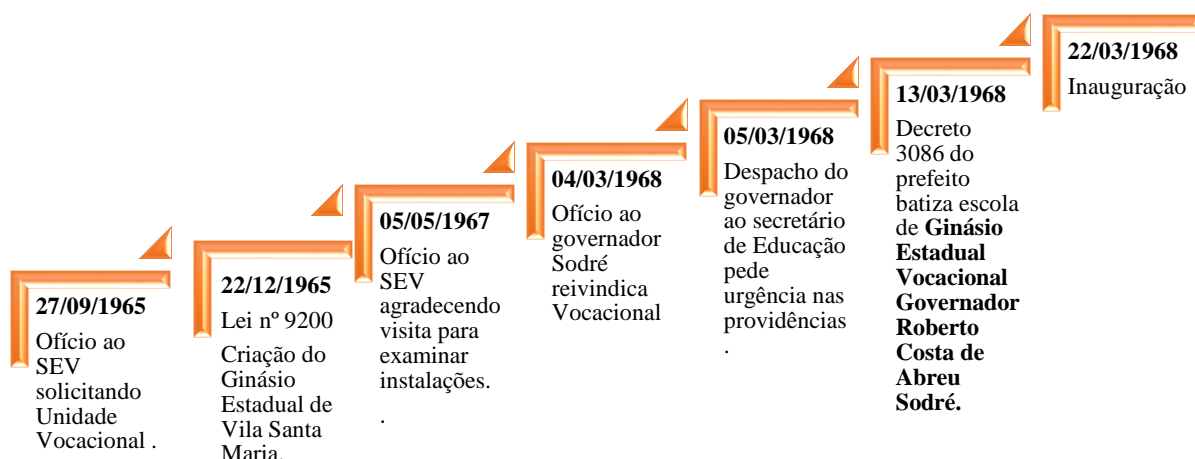 27/09/1965
Ofício ao
SEV
solicitando
Unidade
Vocacional .
22/12/1965
Lei nº 9200
Criação do
Ginásio
Estadual de
Vila Santa
Maria.
05/05/1967
Ofício ao
SEV
agradecendo
visita para
examinar
instalações.
.
04/03/1968
Ofício ao
governador
Sodré
reivindica
Vocacional
05/03/1968
Despacho do
governador
ao secretário
de Educação
pede
urgência nas
providências
.
13/03/1968
Decreto
3086 do
prefeito
batiza escola
de Ginásio
Estadual
Vocacional
Governador
Roberto
Costa de
Abreu
Sodré.
22/03/1968
Inauguração